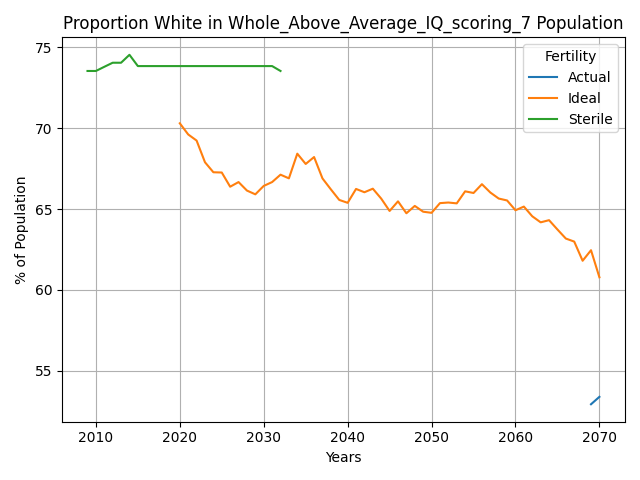 Proportion White in Whole_Above_Average_IQ_scoring_7 Population
Fertility
Actual
Ideal
Sterile
% of Population
75
70
65
60
55
2010
2020
2030
2040
2050
2060
2070
Years